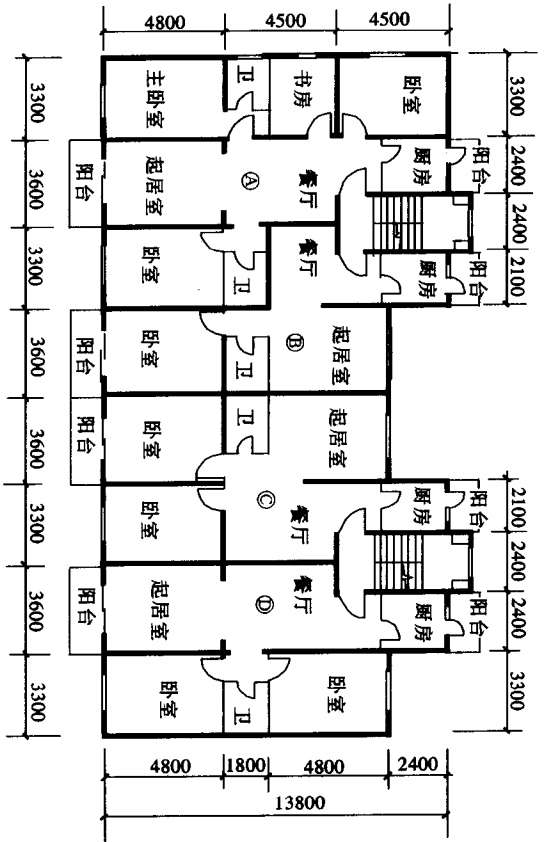 4800 4500 4500
3300
3600
3300
3600
3600
3300
3600
3300
3300
2400
2400
2100
2100
2400
2400
3300
主卧室
卫
书房
卧室
起居室
Ⓐ
餐厅
厨房
阳台
阳台
卧室
卫
餐厅
厨房
阳台
阳台
卧室
卫
Ⓑ
起居室
阳台
卧室
卫
起居室
卧室
Ⓒ
餐厅
厨房
阳台
阳台
起居室
Ⓓ
餐厅
厨房
阳台
卧室
卫
卧室
4800 1800 4800 2400
13800